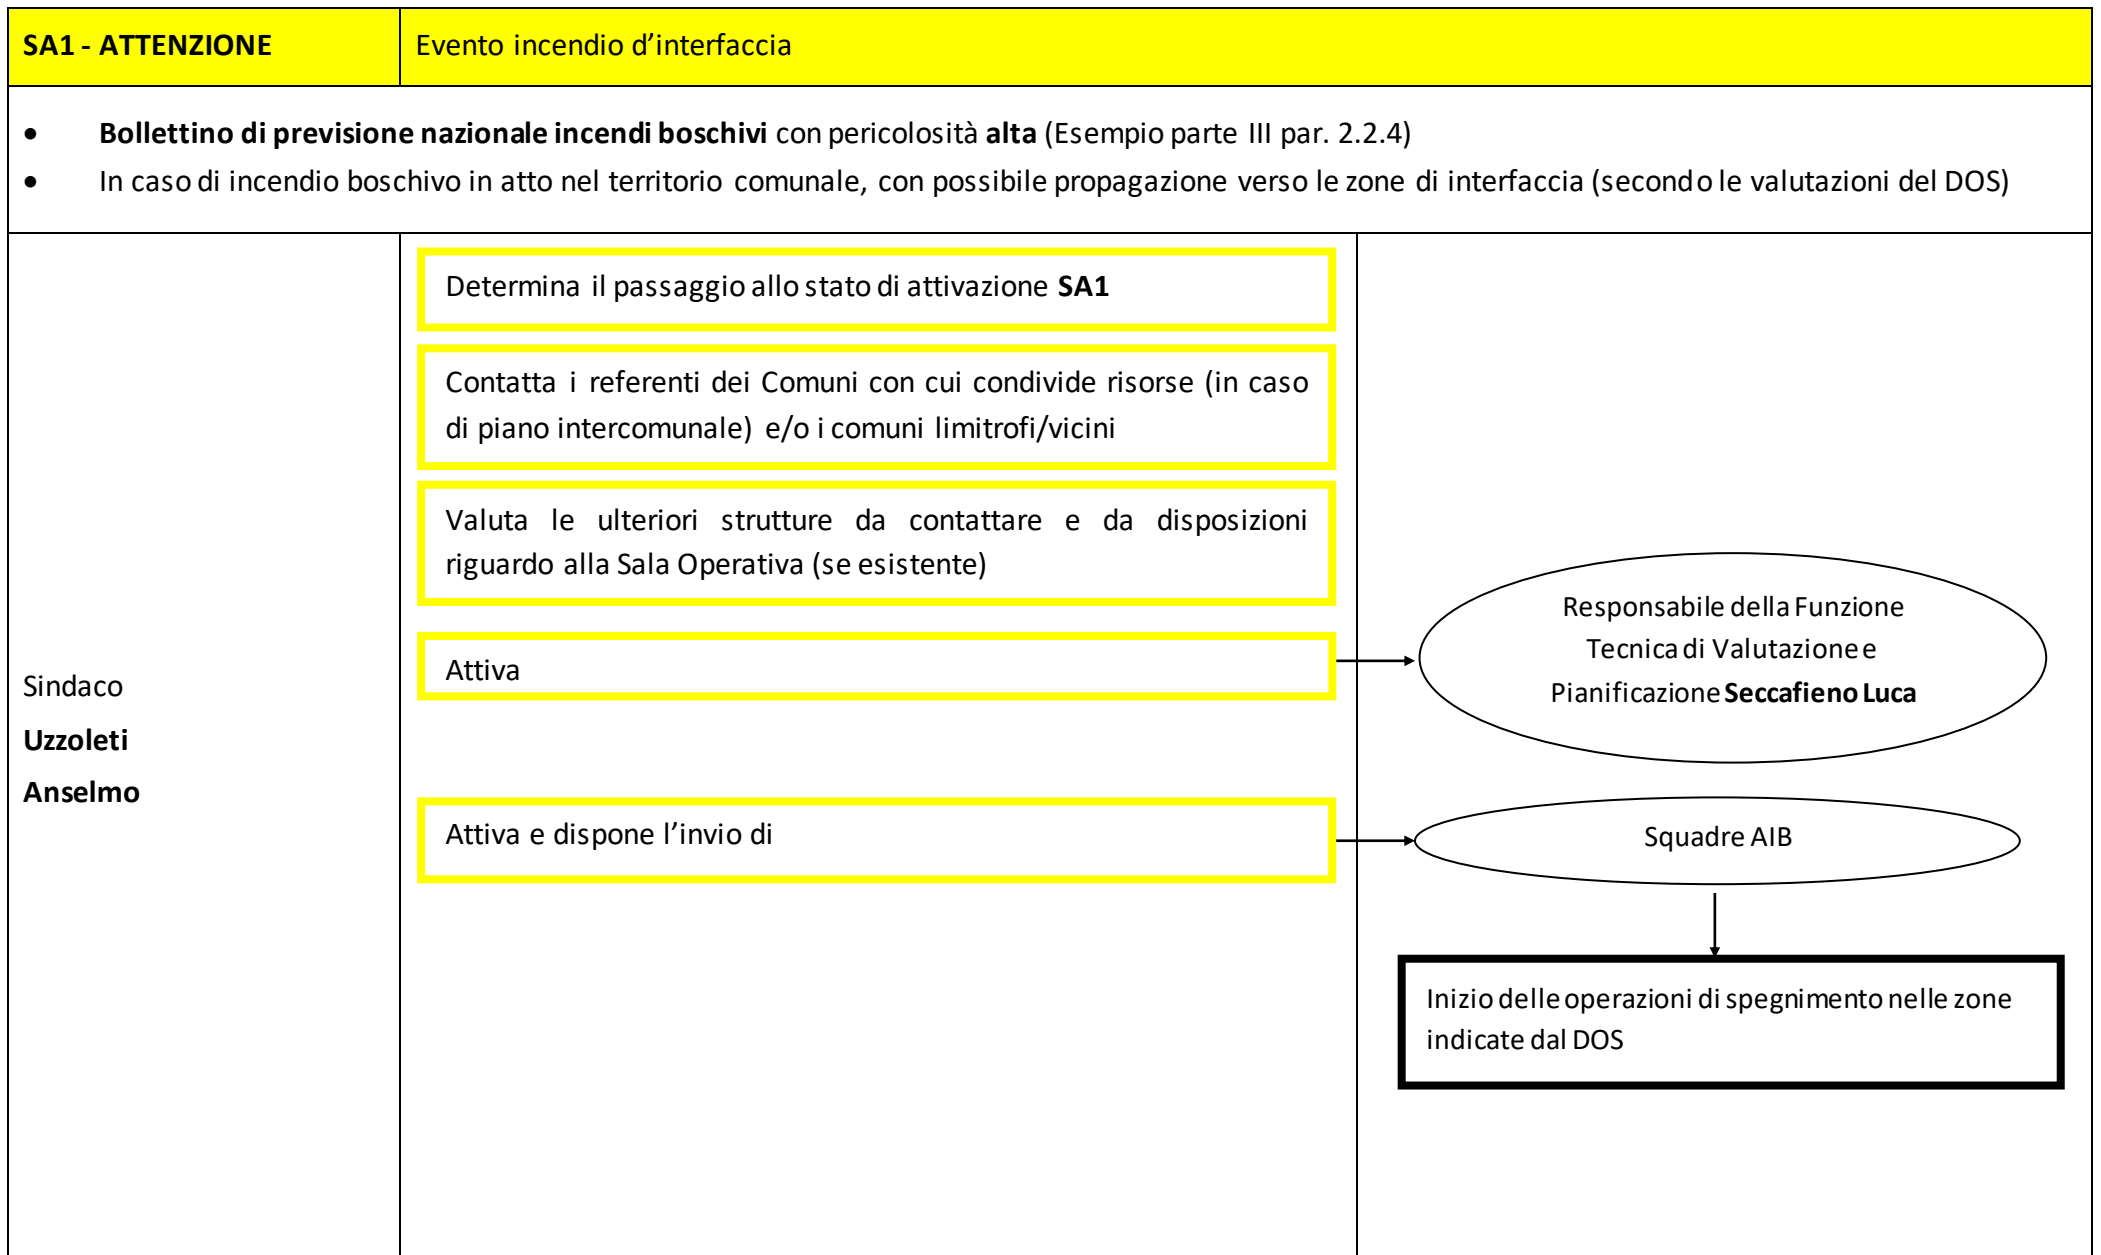 SA1 - ATTENZIONE
Evento incendio d’interfaccia
• Bollettino di previsione nazionale incendi boschivi con pericolosità alta (Esempio parte III par. 2.2.4)
• In caso di incendio boschivo in atto nel territorio comunale, con possibile propagazione verso le zone di interfaccia (secondo le valutazioni del DOS)
Sindaco
Uzzoleti
Anselmo
Determina il passaggio allo stato di attivazione SA1
Contatta i referenti dei Comuni con cui condivide risorse (in caso
di piano intercomunale) e/o i comuni limitrofi/vicini
Valuta le ulteriori strutture da contattare e da disposizioni
riguardo alla Sala Operativa (se esistente)
Attiva
Responsabile della Funzione
Tecnica di Valutazione e
Pianificazione Seccafieno Luca
Attiva e dispone l’invio di
Squadre AIB
Inizio delle operazioni di spegnimento nelle zone
indicate dal DOS